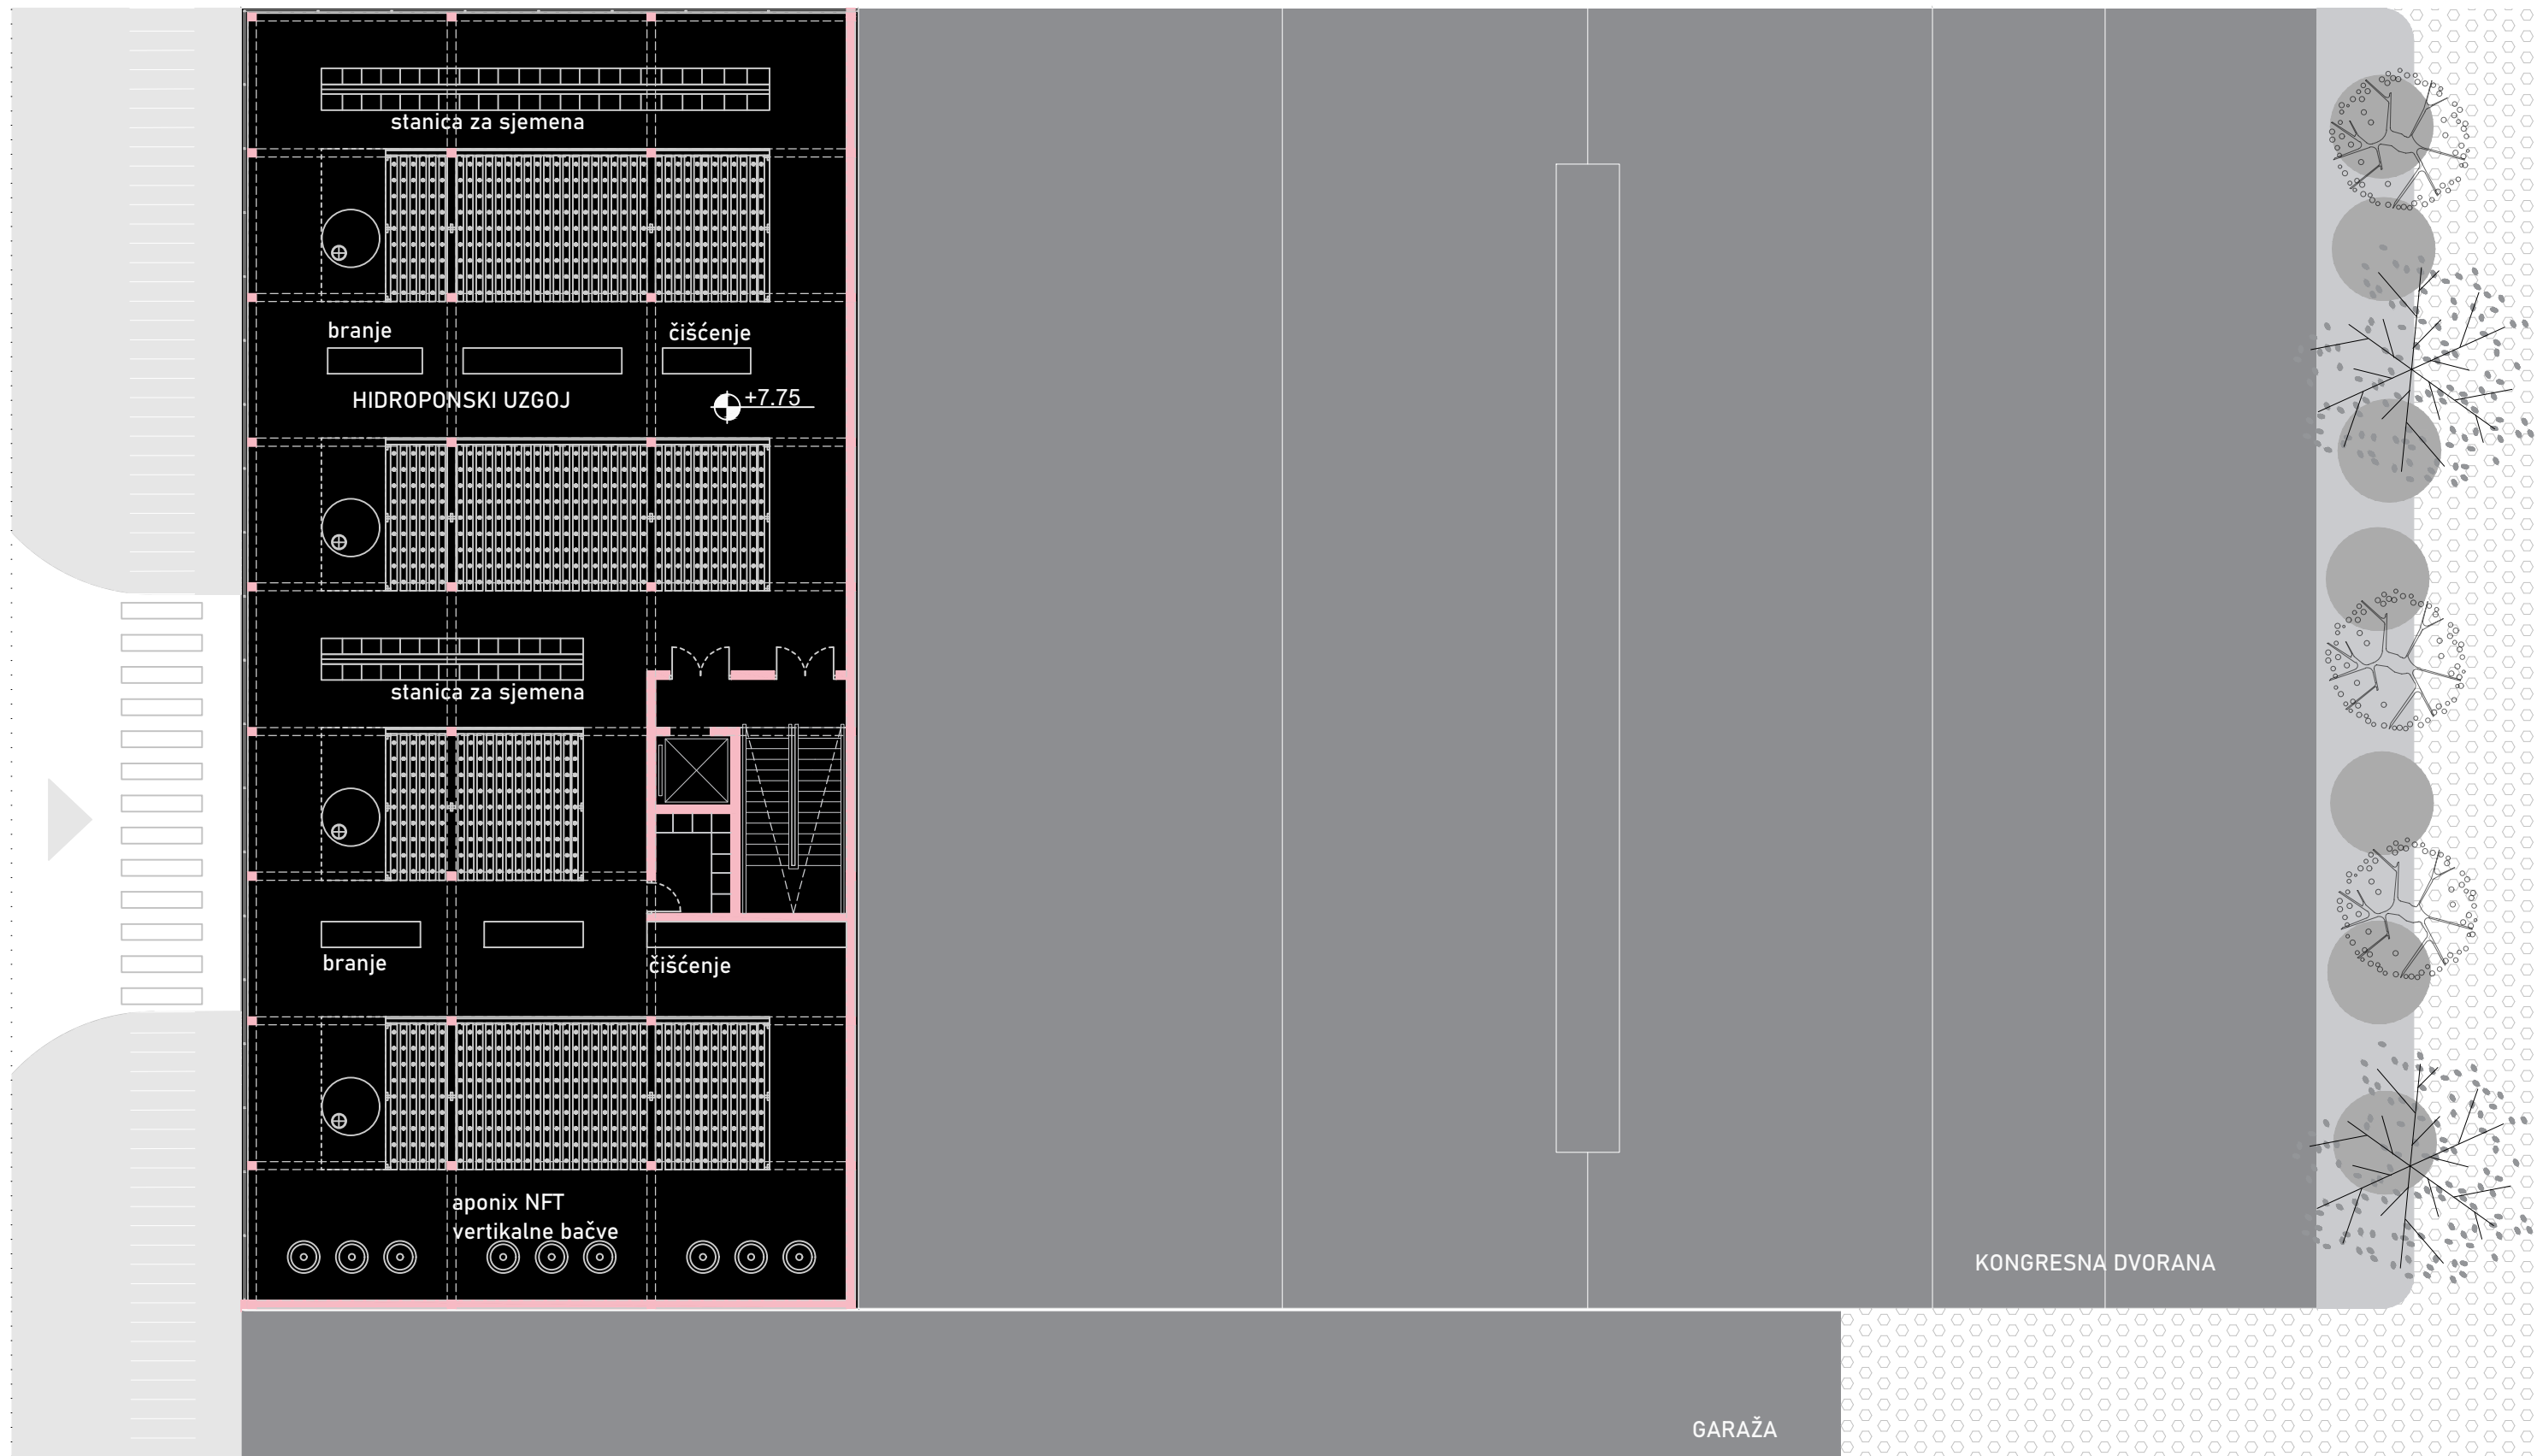 stanica za sjemena
branje
čišćenje
HIDROPONSKI UZGOJ
+7.75
stanica za sjemena
branje
čišćenje
aponix NFT
vertikalne bačve
KONGRESNA DVORANA
GARAŽA